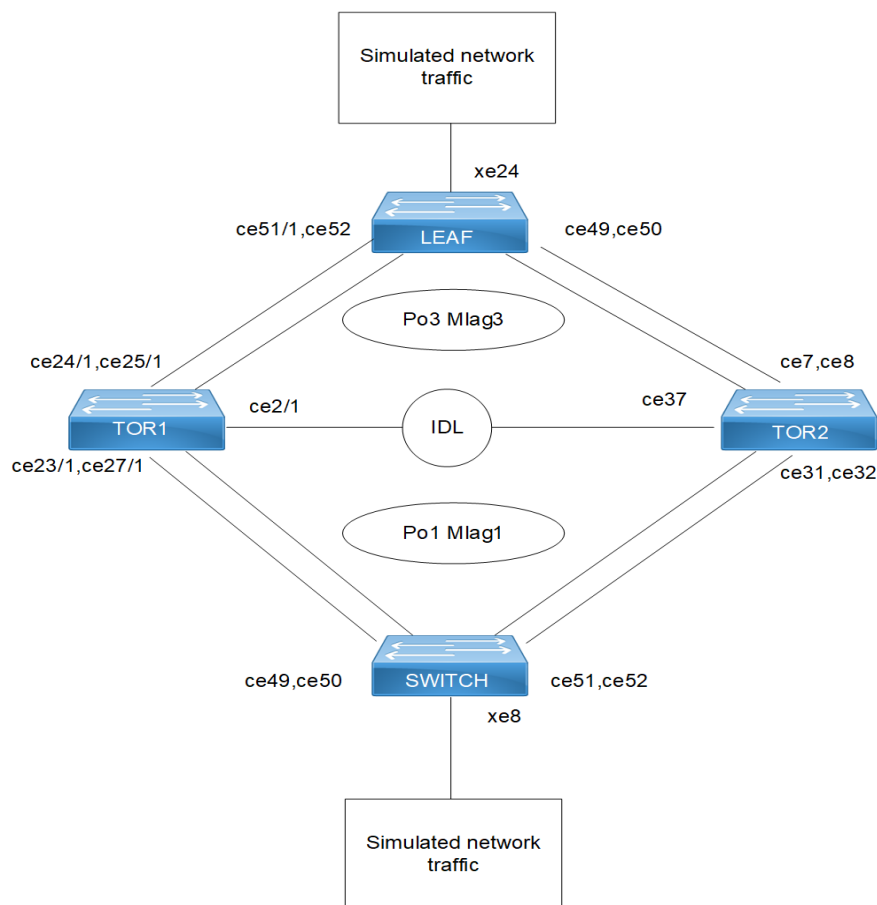 Simulated network
traffic
xe24
ce51/1,ce52
ce49,ce50
LEAF
Po3 Mlag3
ce24/1,ce25/1
ce7,ce8
ce2/1
ce37
TOR1
IDL
TOR2
ce23/1,ce27/1
ce31,ce32
Po1 Mlag1
ce49,ce50
SWITCH
ce51,ce52
xe8
Simulated network
traffic